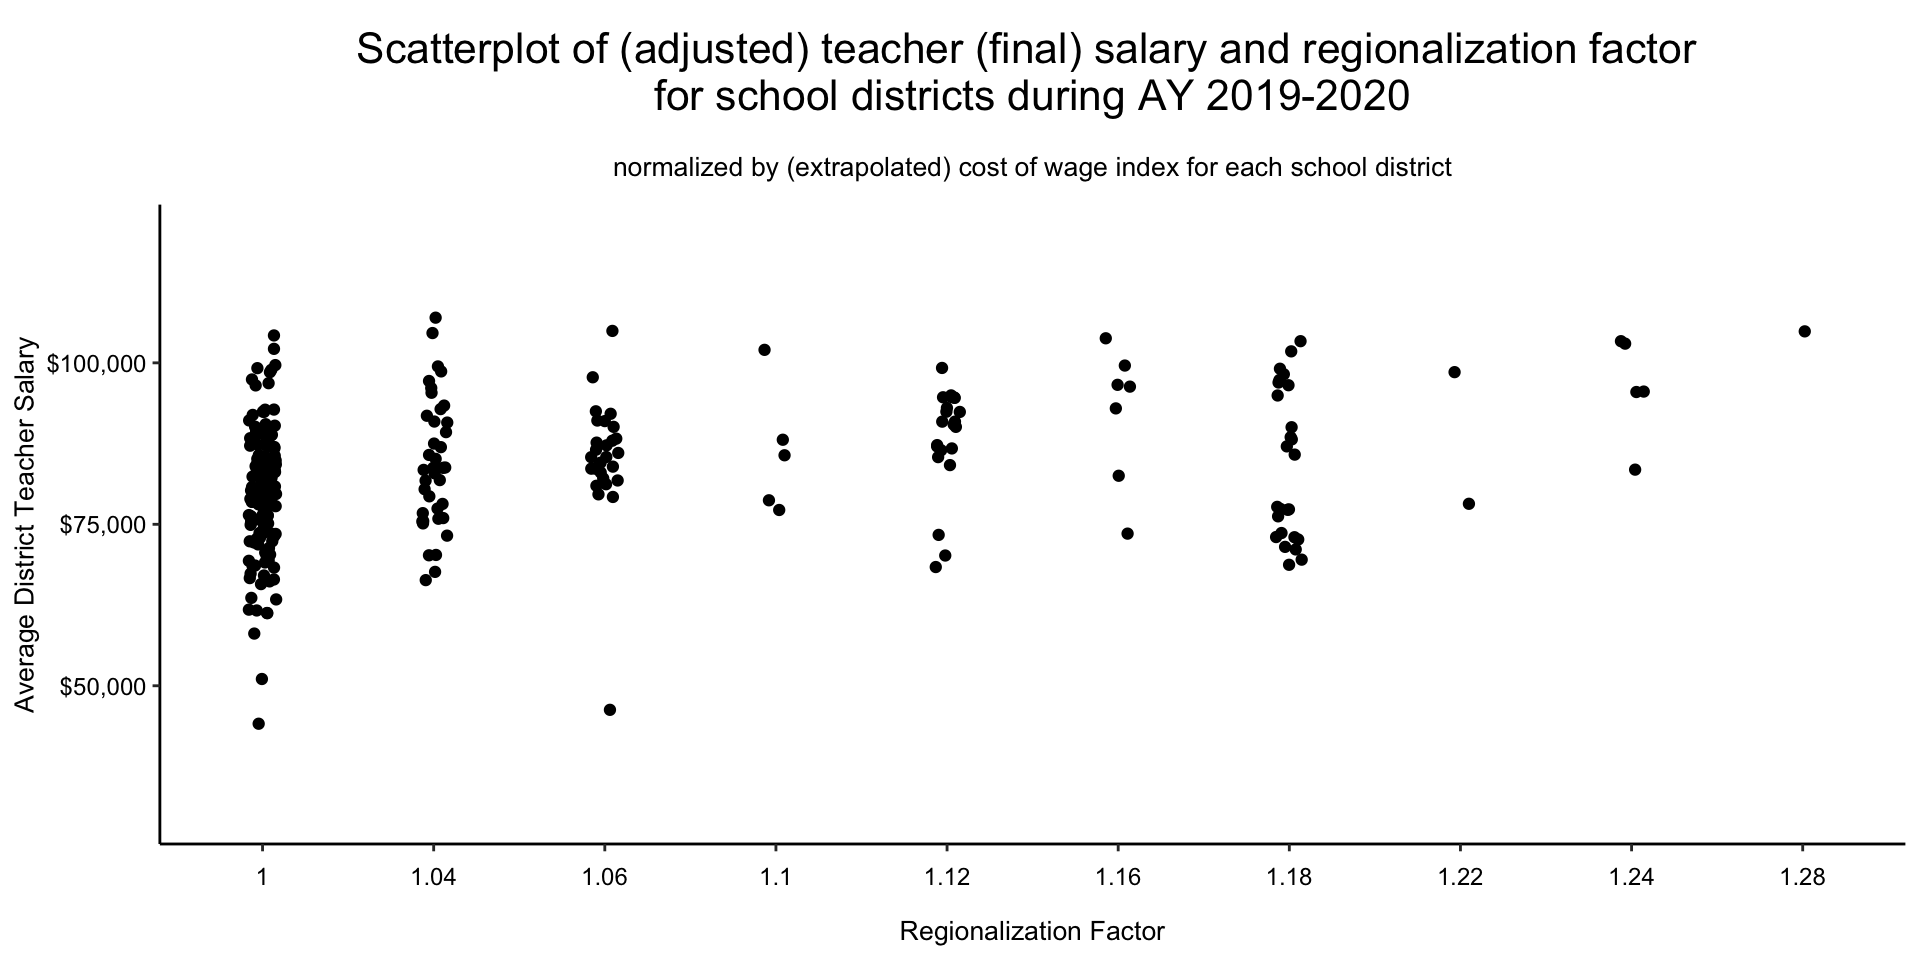 Scatterplot of (adjusted) teacher (final) salary and regionalization factor
for school districts during AY 2019-2020
normalized by (extrapolated) cost of wage index for each school district
Average District Teacher Salary
$100,000
$75,000
$50,000
1 1.04 1.06 1.1 1.12 1.16 1.18 1.22 1.24 1.28
Regionalization Factor